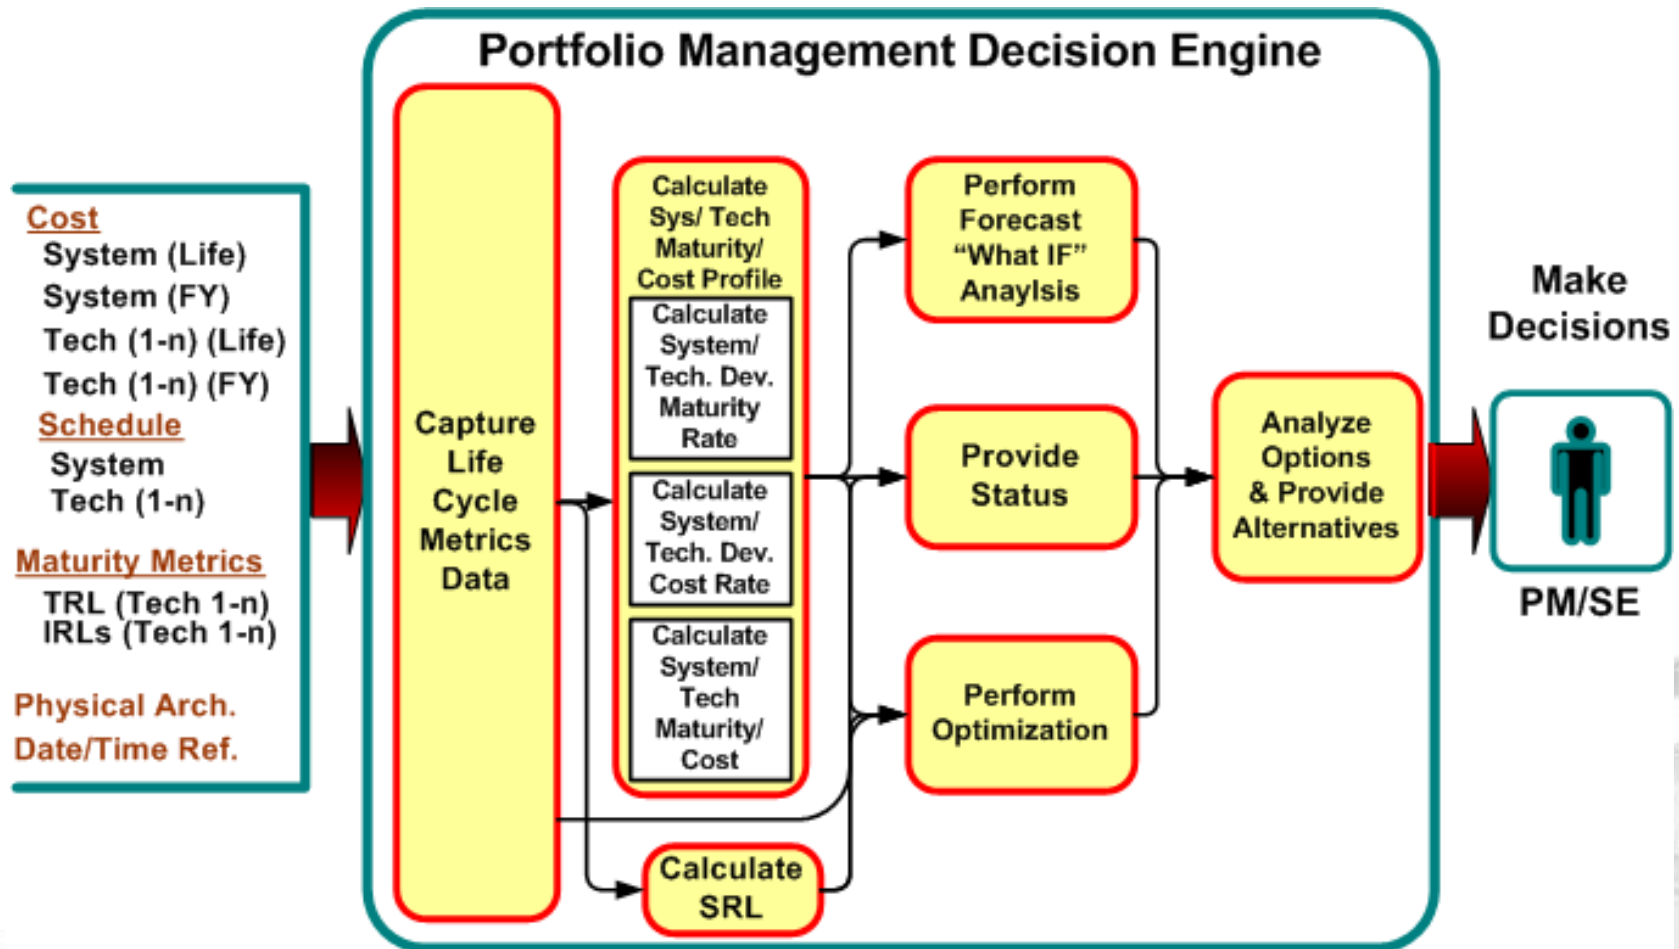 Portfolio Management Decision Engine
Cost
System (Life)
System (FY)
Tech (1-n) (Life)
Tech (1-n) (FY)
Schedule
System
Tech (1-n)
Maturity Metrics
TRL (Tech 1-n)
IRLs (Tech 1-n)
Physical Arch.
Date/Time Ref.
Capture
Life
Cycle
Metrics
Data
Calculate
Sys/ Tech
Maturity/
Cost Profile
Calculate
System/
Tech. Dev.
Maturity
Rate
Calculate
System/
Tech. Dev.
Cost Rate
Calculate
System/
Tech
Maturity/
Cost
Calculate
SRL
Perform
Forecast
“What IF”
Anaylsis
Provide
Status
Perform
Optimization
Analyze
Options
& Provide
Alternatives
Make
Decisions
PM/SE